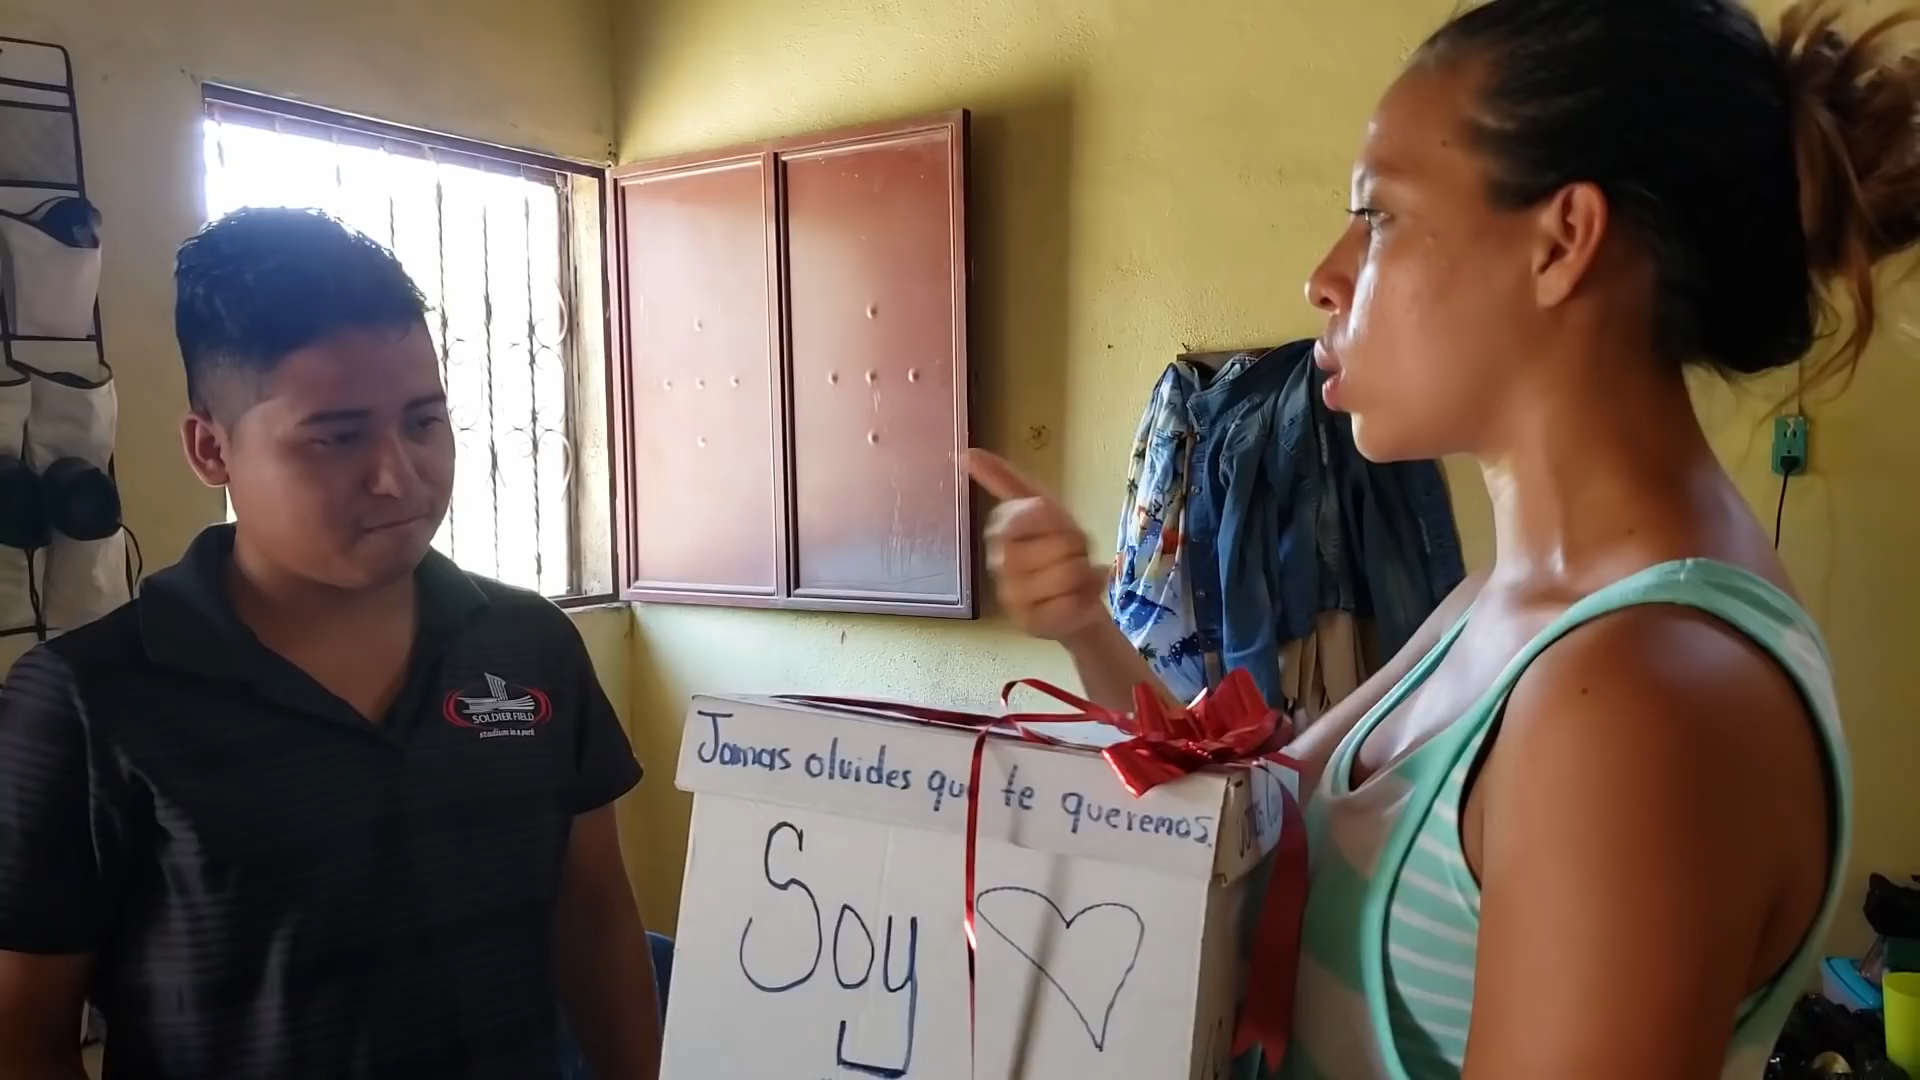 SOLDIER FIELD
stadium in a park
Jamas olvides que te queremos.
Soy